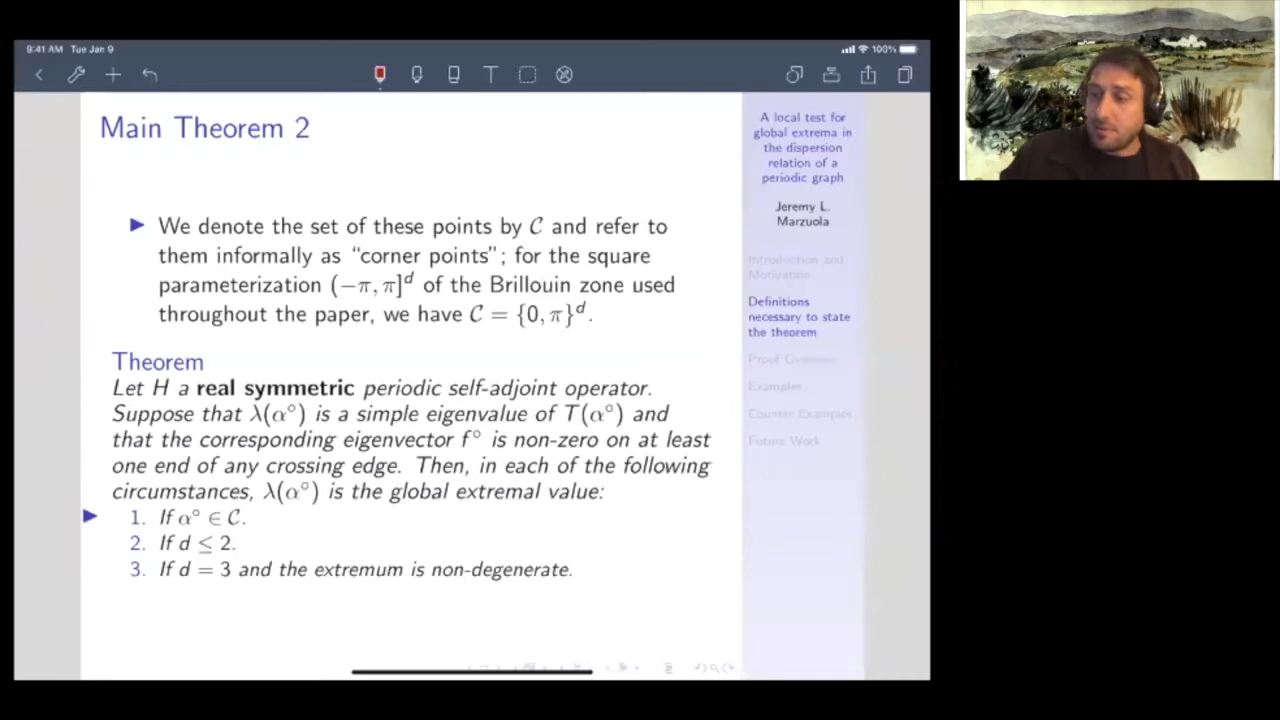 9:41 AM Tue Jan 9
100%
Main Theorem 2
▶ We denote the set of these points by 𝒞 and refer to
them informally as "corner points"; for the square
parameterization (−π, π]ᵈ of the Brillouin zone used
throughout the paper, we have 𝒞 = {0, π}ᵈ.
Theorem
Let H a real symmetric periodic self-adjoint operator.
Suppose that λ(α°) is a simple eigenvalue of T(α°) and
that the corresponding eigenvector f° is non-zero on at least
one end of any crossing edge. Then, in each of the following
circumstances, λ(α°) is the global extremal value:
▶ 1. If α° ∈ 𝒞.
2. If d ≤ 2.
3. If d = 3 and the extremum is non-degenerate.
A local test for
global extrema in
the dispersion
relation of a
periodic graph
Jeremy L.
Marzuola
Introduction and
Motivation
Definitions
necessary to state
the theorem
Proof
Examples
Counter Examples
Future Work